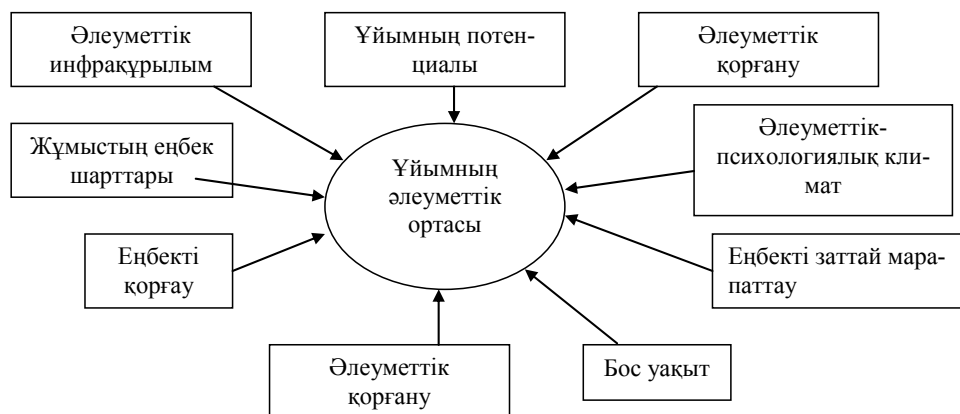 Әлеуметтік
инфрақұрылым
Ұйымның потен-
циалы
Әлеуметтік
қорғану
Жұмыстың еңбек
шарттары
Ұйымның
әлеуметтік
ортасы
Әлеуметтік-
психологиялық кли-
мат
Еңбекті
қорғау
Еңбекті заттай мара-
паттау
Әлеуметтік
қорғану
Бос уақыт